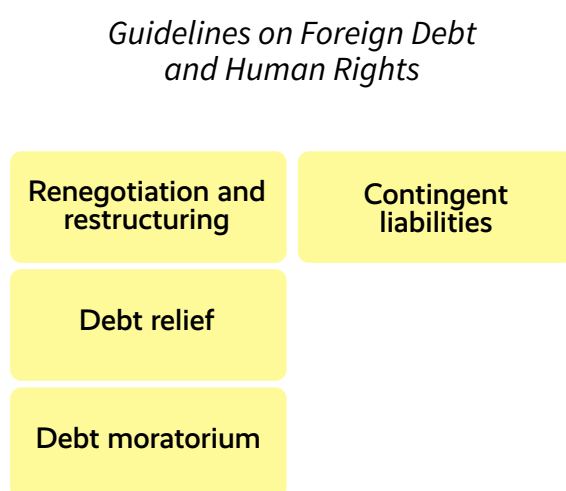 Guidelines on Foreign Debt
and Human Rights
Renegotiation and
restructuring
Contingent
liabilities
Debt relief
Debt moratorium